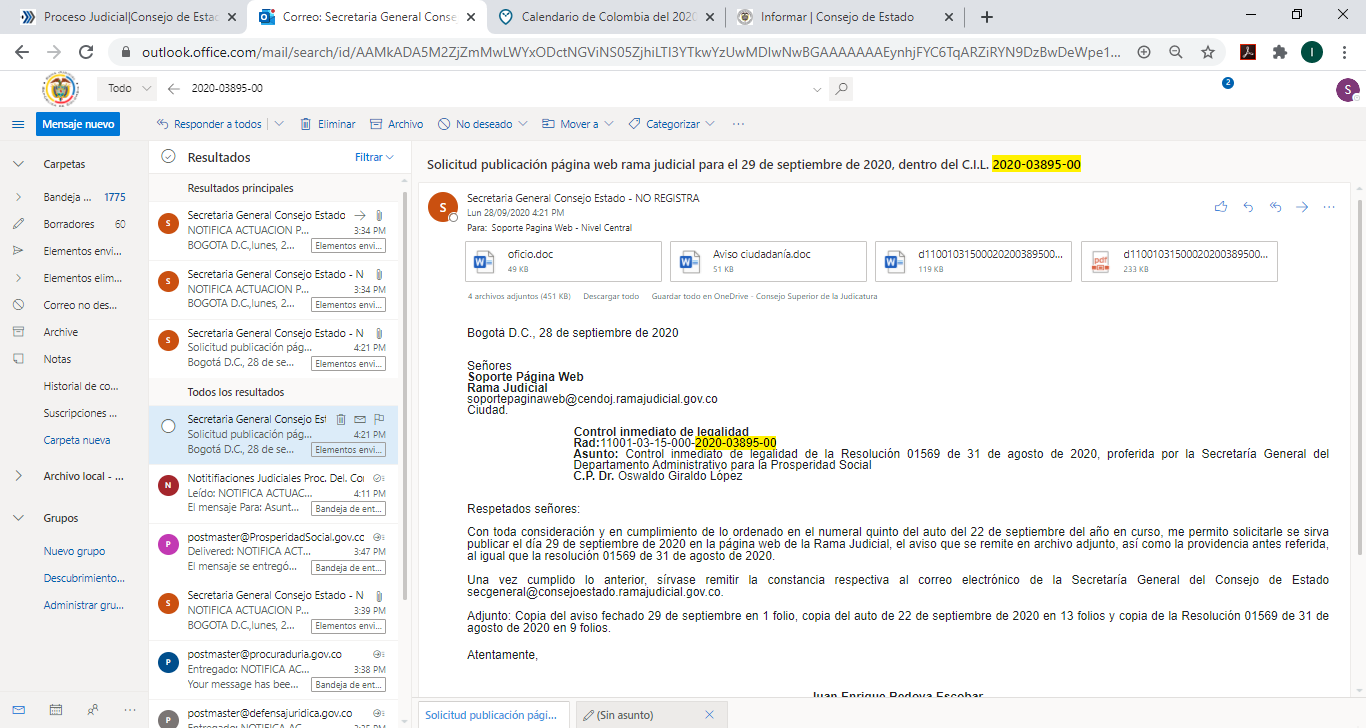 Proceso Judicial|Consejo de Esta
Correo: Secretaria General Conse
Calendario de Colombia del 2020
Informar | Consejo de Estado
outlook.office.com/mail/search/id/
Todo
2020-03895-00
2
S
Mensaje nuevo
Responder a todos
Eliminar
Archivo
No deseado
Mover a
Categorizar
Carpetas
Bandeja ... 1775
Borradores 60
Elementos envi...
Elementos elim...
Correo no des...
Archive
Notas
Historial de co...
Suscripciones ...
Carpeta nueva
Archivo local - ...
Grupos
Nuevo grupo
Descubrimiento...
Administrar gru...
Resultados
Filtrar
Resultados principales
S
Secretaria General Consejo Estado
NOTIFICA ACTUACION P... 3:34 PM
BOGOTA D.C.,lunes, 2... Elementos envi...
S
Secretaria General Consejo Estado - N
NOTIFICA ACTUACION P... 3:34 PM
BOGOTA D.C.,lunes, 2... Elementos envi...
S
Secretaria General Consejo Estado - N
Solicitud publicación pág... 4:21 PM
Bogotá D.C., 28 de se... Elementos envi...
Todos los resultados
Secretaria General Consejo Est
Solicitud publicación pág... 4:21 PM
Bogotá D.C., 28 de se... Elementos envi...
N
Notitifiaciones Judiciales Proc. Del. Cor
Leído: NOTIFICA ACTUAC... 4:11 PM
El mensaje Para: Asunt... Bandeja de ent...
P
postmaster@ProsperidadSocial.gov.cc
Delivered: NOTIFICA ACT... 3:47 PM
El mensaje se entregó... Bandeja de ent...
S
Secretaria General Consejo Estado - N
NOTIFICA ACTUACION P... 3:39 PM
BOGOTA D.C.,lunes, 2... Elementos envi...
P
postmaster@procuraduria.gov.co
Entregado: NOTIFICA AC... 3:38 PM
Your message has bee... Bandeja de ent...
P
postmaster@defensajuridica.gov.co
Solicitud publicación página web rama judicial para el 29 de septiembre de 2020, dentro del C.I.L. 2020-03895-00
S
Secretaria General Consejo Estado - NO REGISTRA
Lun 28/09/2020 4:21 PM
Para: Soporte Pagina Web - Nivel Central
oficio.doc
49 KB
Aviso ciudadanía.doc
51 KB
d11001031500020200389500...
119 KB
d11001031500020200389500...
233 KB
4 archivos adjuntos (451 KB) Descargar todo Guardar todo en OneDrive - Consejo Superior de la Judicatura
Bogotá D.C., 28 de septiembre de 2020
Señores
Soporte Página Web
Rama Judicial
soportepaginaweb@cendoj.ramajudicial.gov.co
Ciudad.
Control inmediato de legalidad
Rad:11001-03-15-000-2020-03895-00
Asunto: Control inmediato de legalidad de la Resolución 01569 de 31 de agosto de 2020, proferida por la Secretaría General del
Departamento Administrativo para la Prosperidad Social
C.P. Dr. Oswaldo Giraldo López
Respetados señores:
Con toda consideración y en cumplimiento de lo ordenado en el numeral quinto del auto del 22 de septiembre del año en curso, me permito solicitarle se sirva
publicar el día 29 de septiembre de 2020 en la página web de la Rama Judicial, el aviso que se remite en archivo adjunto, así como la providencia antes referida,
al igual que la resolución 01569 de 31 de agosto de 2020.
Una vez cumplido lo anterior, sírvase remitir la constancia respectiva al correo electrónico de la Secretaría General del Consejo de Estado
secgeneral@consejoestado.ramajudicial.gov.co.
Adjunto: Copia del aviso fechado 29 de septiembre en 1 folio, copia del auto de 22 de septiembre de 2020 en 13 folios y copia de la Resolución 01569 de 31 de
agosto de 2020 en 9 folios.
Atentamente,
Juan Enrique Bedoya Escobar
Solicitud publicación pági...
(Sin asunto)